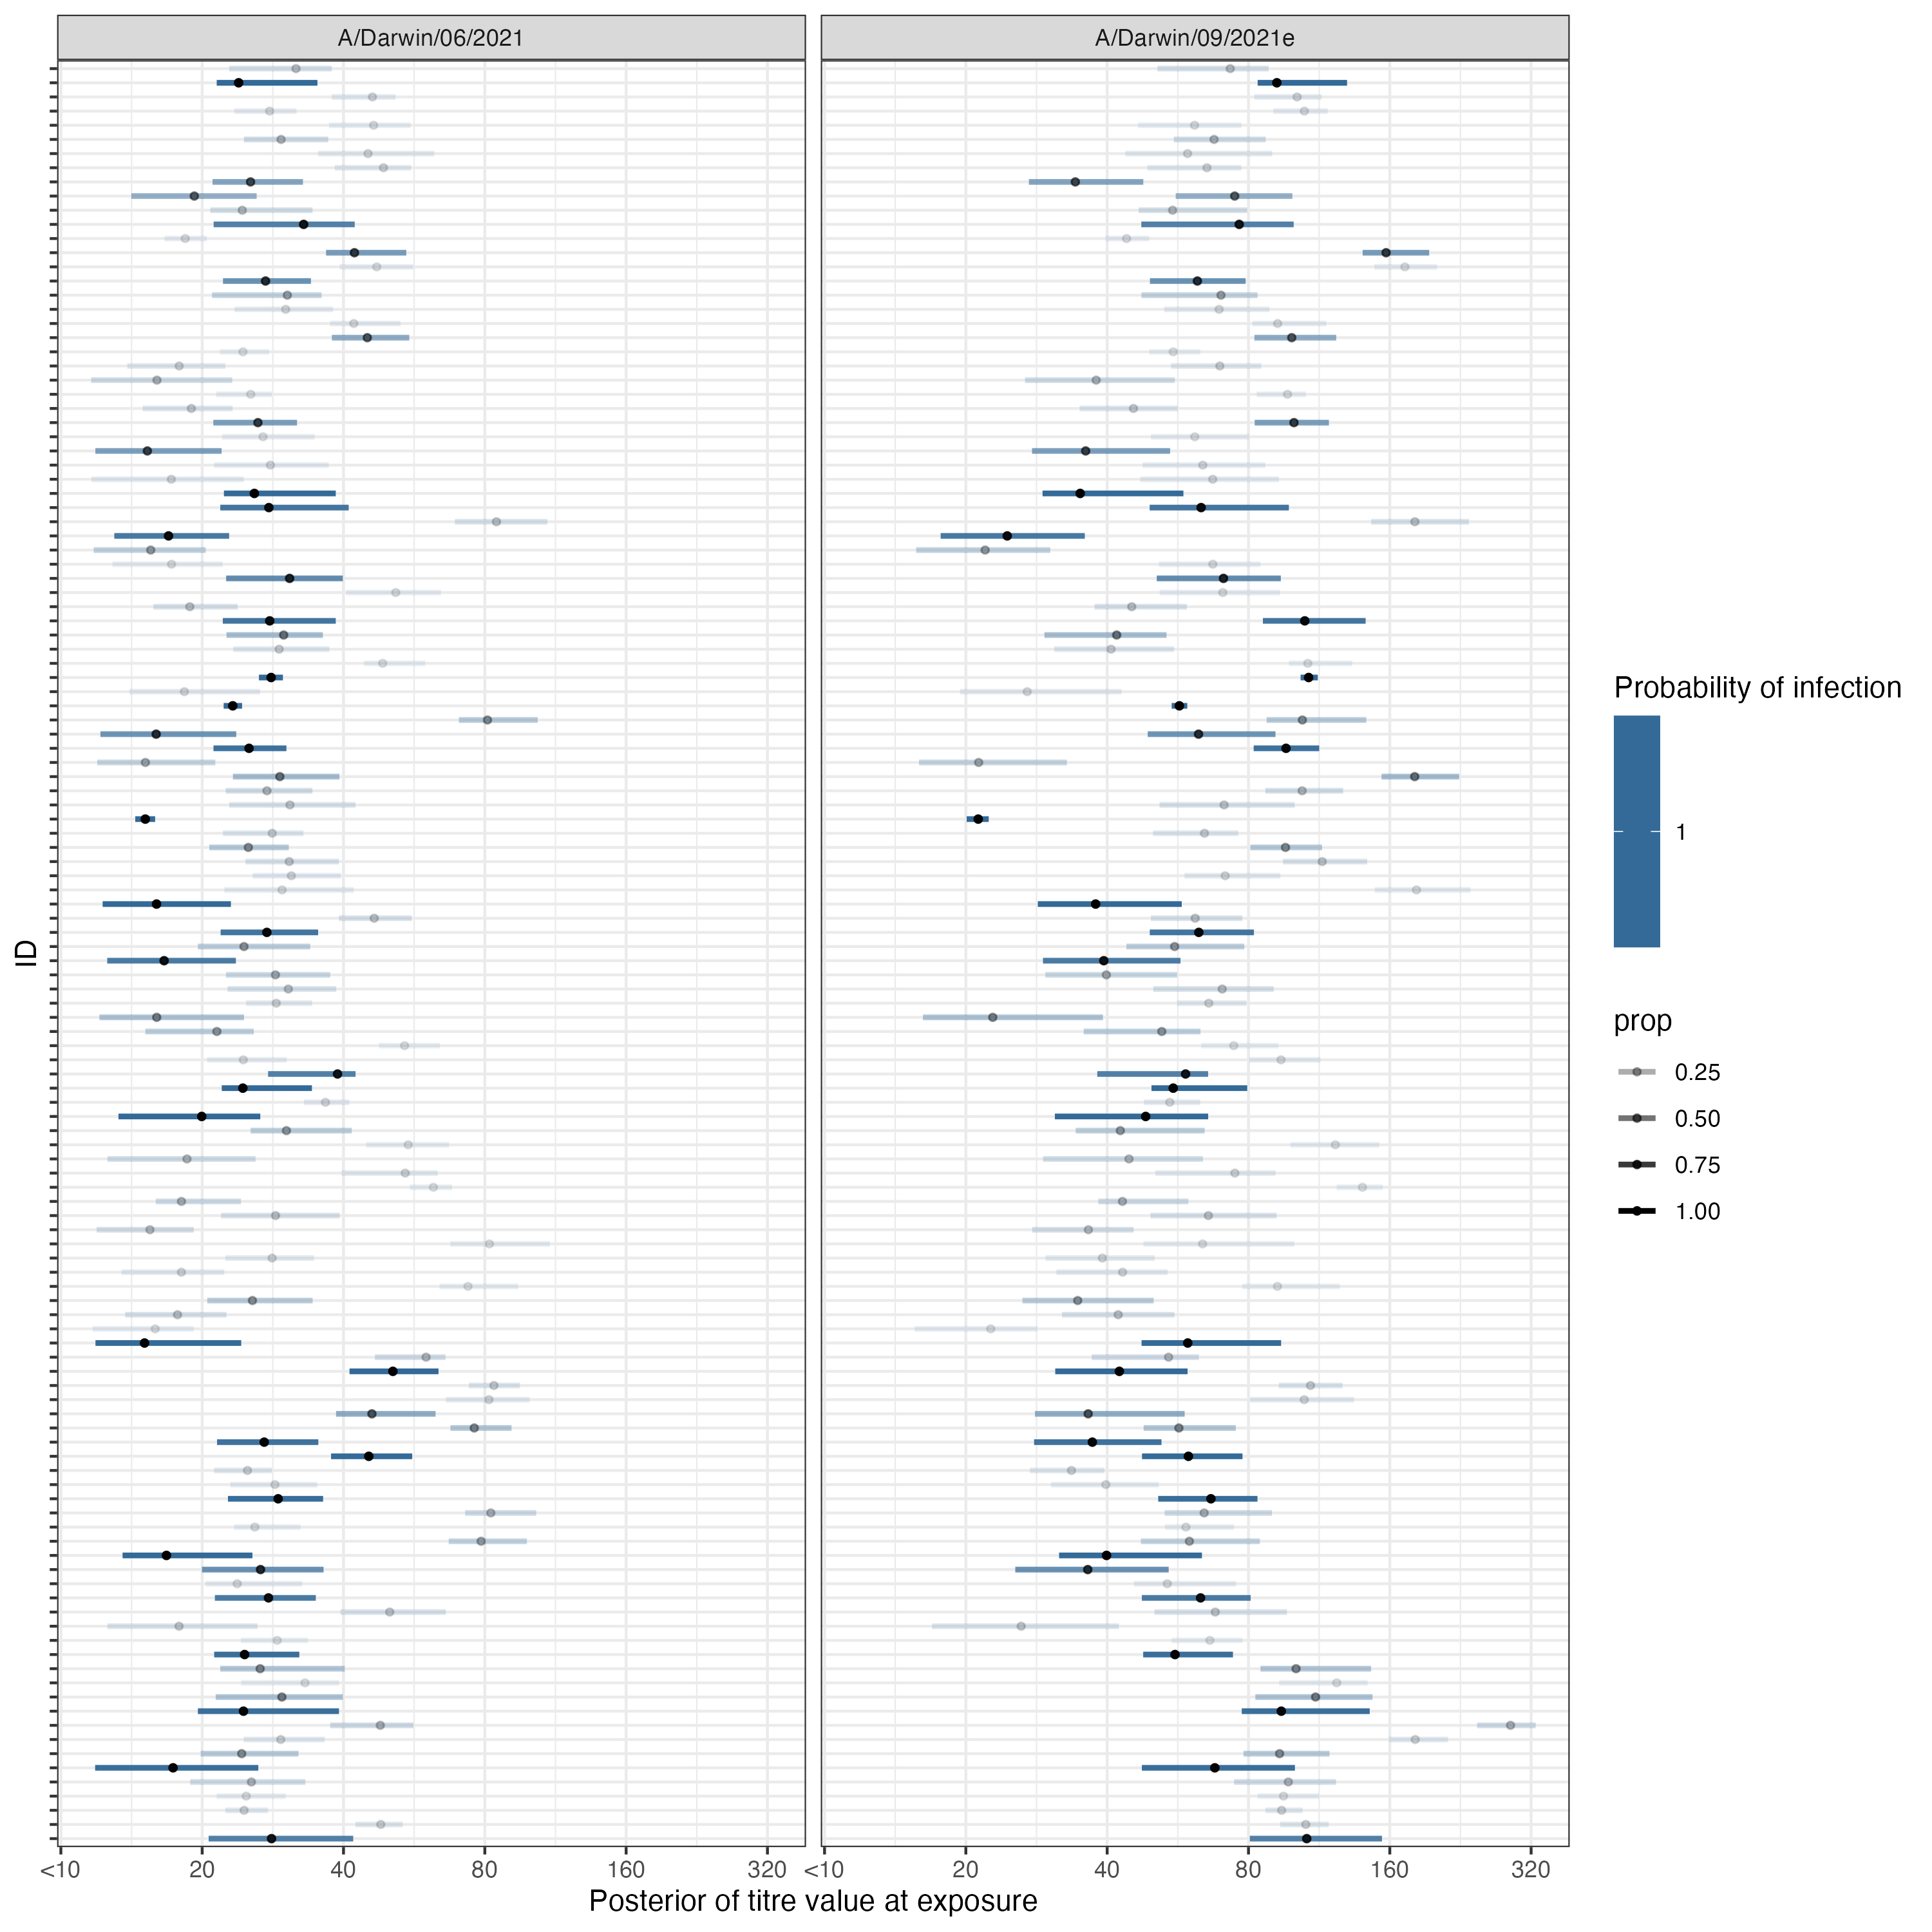 A/Darwin/06/2021
A/Darwin/09/2021e
ID
<10 20 40 80 160 320
<10 20 40 80 160 320
Posterior of titre value at exposure
Probability of infection
1
prop
0.25
0.50
0.75
1.00